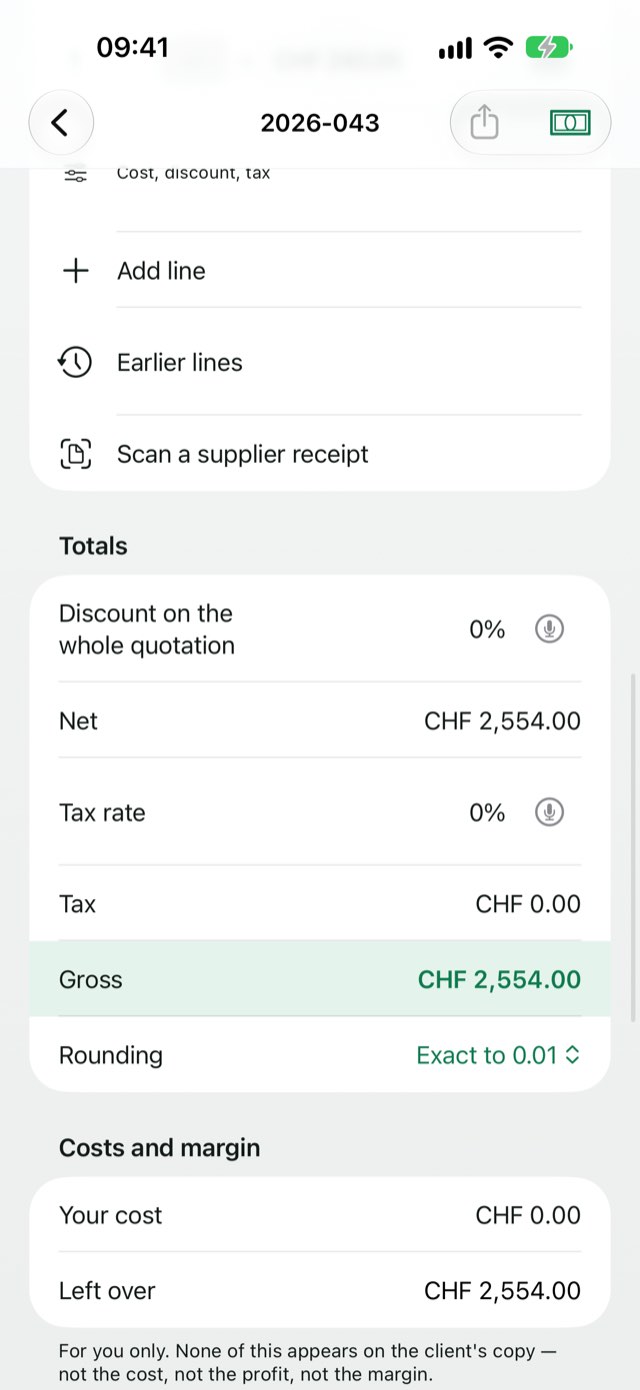 09:41
2026-043
Cost, discount, tax
Add line
Earlier lines
Scan a supplier receipt
Totals
Discount on the
whole quotation
0%
Net
CHF 2,554.00
Tax rate
0%
Tax
CHF 0.00
Gross
CHF 2,554.00
Rounding
Exact to 0.01
Costs and margin
Your cost
CHF 0.00
Left over
CHF 2,554.00
For you only. None of this appears on the client's copy —
not the cost, not the profit, not the margin.